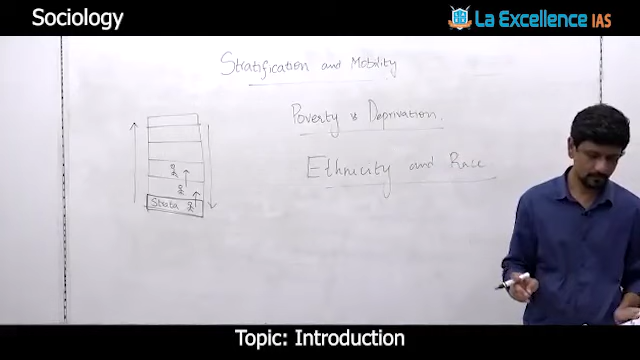 Sociology
La Excellence IAS
Stratification and Mobility
Poverty & Deprivation.
Ethnicity and Race
Strata
Topic: Introduction